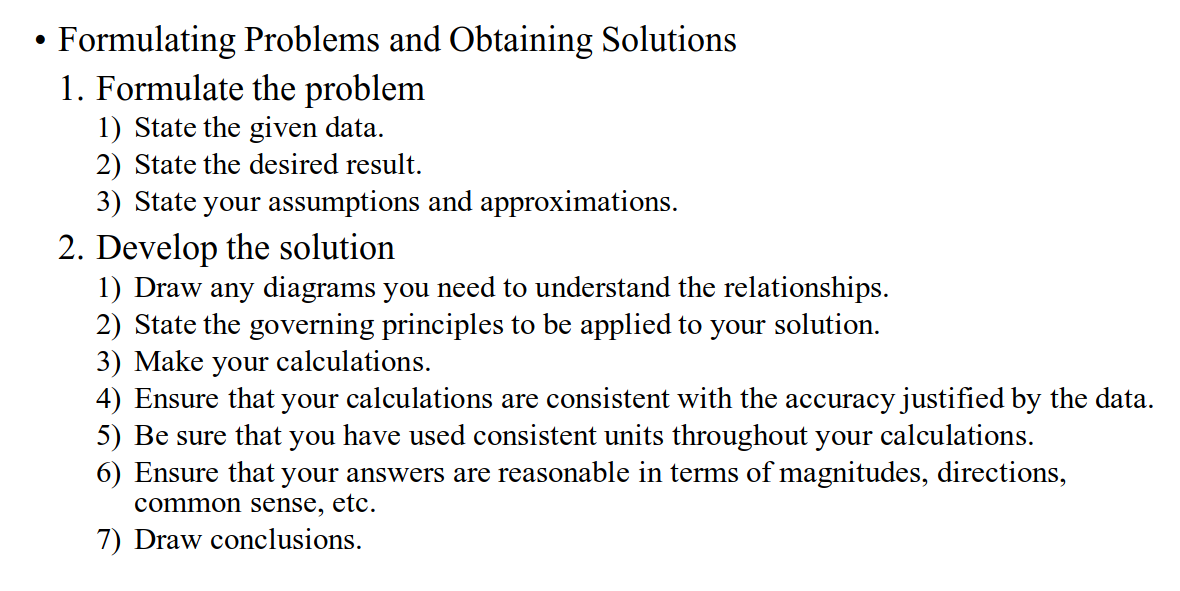 • Formulating Problems and Obtaining Solutions
1. Formulate the problem
1) State the given data.
2) State the desired result.
3) State your assumptions and approximations.
2. Develop the solution
1) Draw any diagrams you need to understand the relationships.
2) State the governing principles to be applied to your solution.
3) Make your calculations.
4) Ensure that your calculations are consistent with the accuracy justified by the data.
5) Be sure that you have used consistent units throughout your calculations.
6) Ensure that your answers are reasonable in terms of magnitudes, directions,
common sense, etc.
7) Draw conclusions.